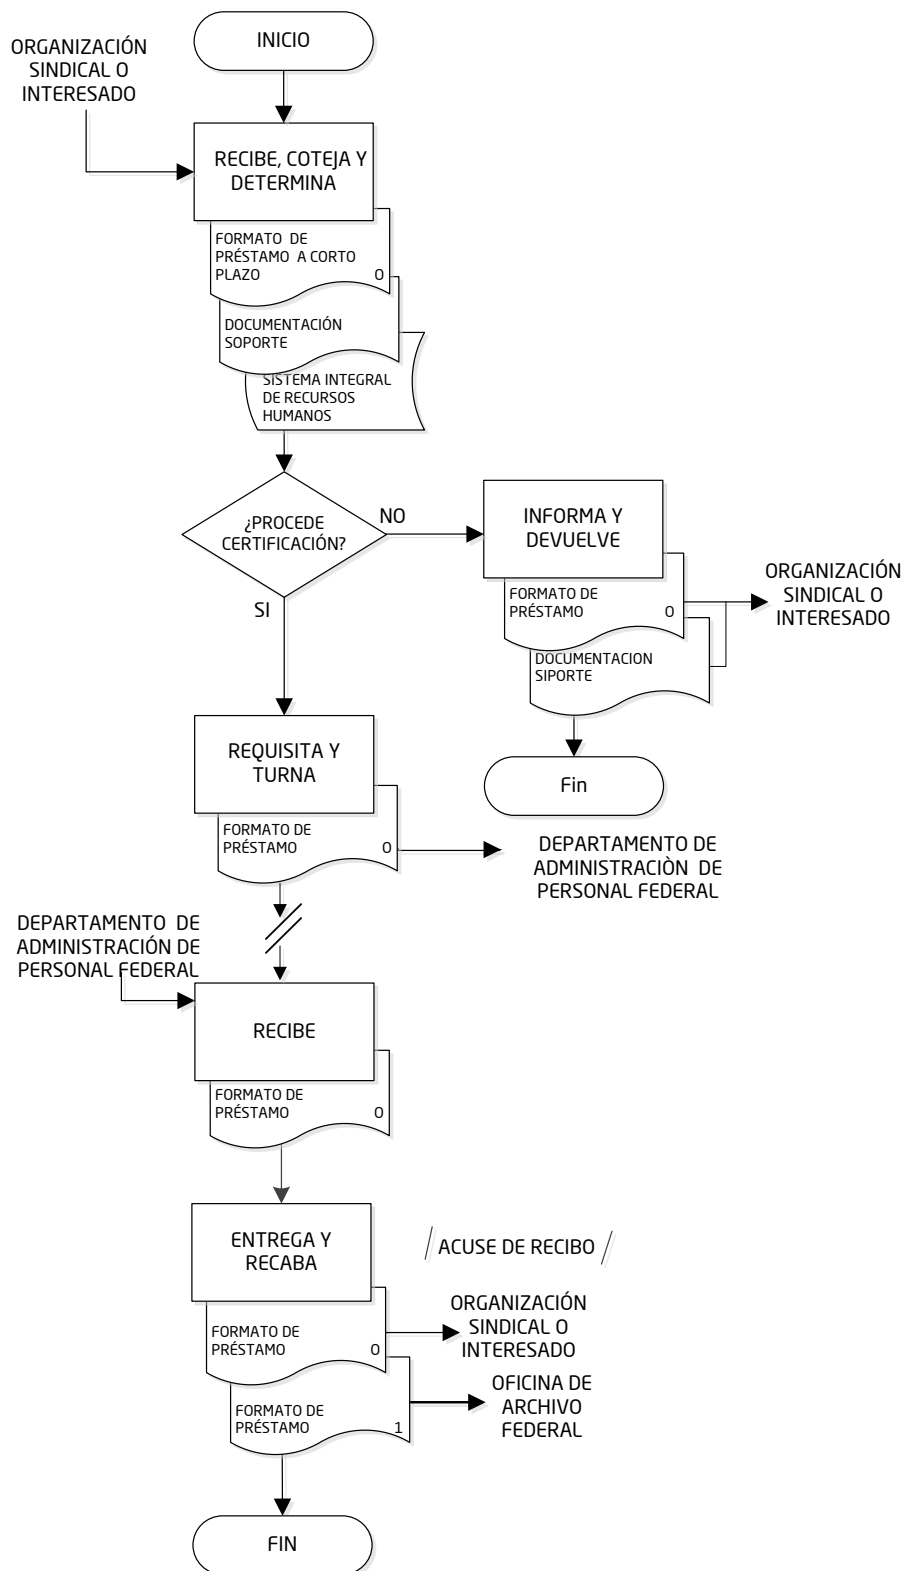 INICIO
ORGANIZACIÓN
SINDICAL O
INTERESADO
RECIBE, COTEJA Y
DETERMINA
FORMATO DE
PRÉSTAMO A CORTO
PLAZO 0
DOCUMENTACIÓN
SOPORTE
SISTEMA INTEGRAL
DE RECURSOS
HUMANOS
¿PROCEDE
CERTIFICACIÓN?
NO
SI
INFORMA Y
DEVUELVE
FORMATO DE
PRÉSTAMO 0
DOCUMENTACION
SIPORTE
ORGANIZACIÓN
SINDICAL O
INTERESADO
Fin
REQUISITA Y
TURNA
FORMATO DE
PRÉSTAMO 0
DEPARTAMENTO DE
ADMINISTRACIÒN DE
PERSONAL FEDERAL
DEPARTAMENTO DE
ADMINISTRACIÓN DE
PERSONAL FEDERAL
RECIBE
FORMATO DE
PRÉSTAMO 0
ENTREGA Y
RECABA
/ ACUSE DE RECIBO /
FORMATO DE
PRÉSTAMO 0
ORGANIZACIÓN
SINDICAL O
INTERESADO
FORMATO DE
PRÉSTAMO 1
OFICINA DE
ARCHIVO
FEDERAL
FIN